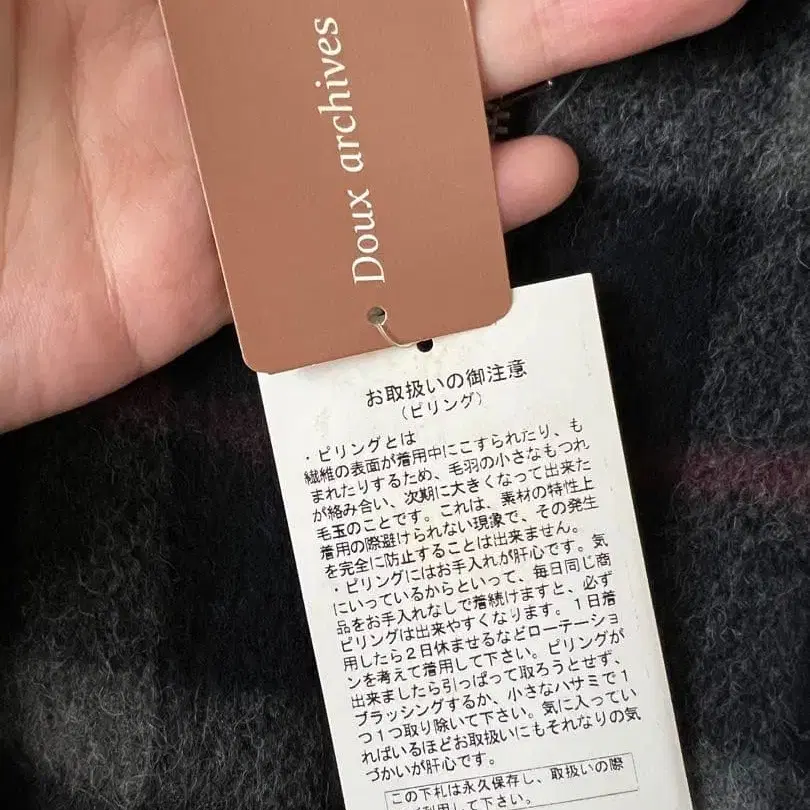 Doux archives
お取扱いの御注意
(ピリング)
・ピリングとは
繊維の表面が着用中にこすられたり、も
まれたりするため、毛羽の小さなもつれ
が絡み合い、次期に大きくなって出来た
毛玉のことです。これは、素材の特性上
着用の際避けられない現象で、その発生
を完全に防止することは出来ません。
・ピリングにはお手入れが肝心です。気
にいっているからといって、毎日同じ商
品をお手入れなしで着続けますと、必ず
ピリングは出来やすくなります。1日着
用したら2日休ませるなどローテーショ
ンを考えて着用して下さい。ピリングが
出来ましたら引っぱって取ろうとせず、
ブラッシングするか、小さなハサミで1
つ1つ取り除いて下さい。気に入ってい
ればいるほどお取扱いにもそれなりの気
づかいが肝心です。
この下札は永久保存し、取扱いの際
利用して下さい。